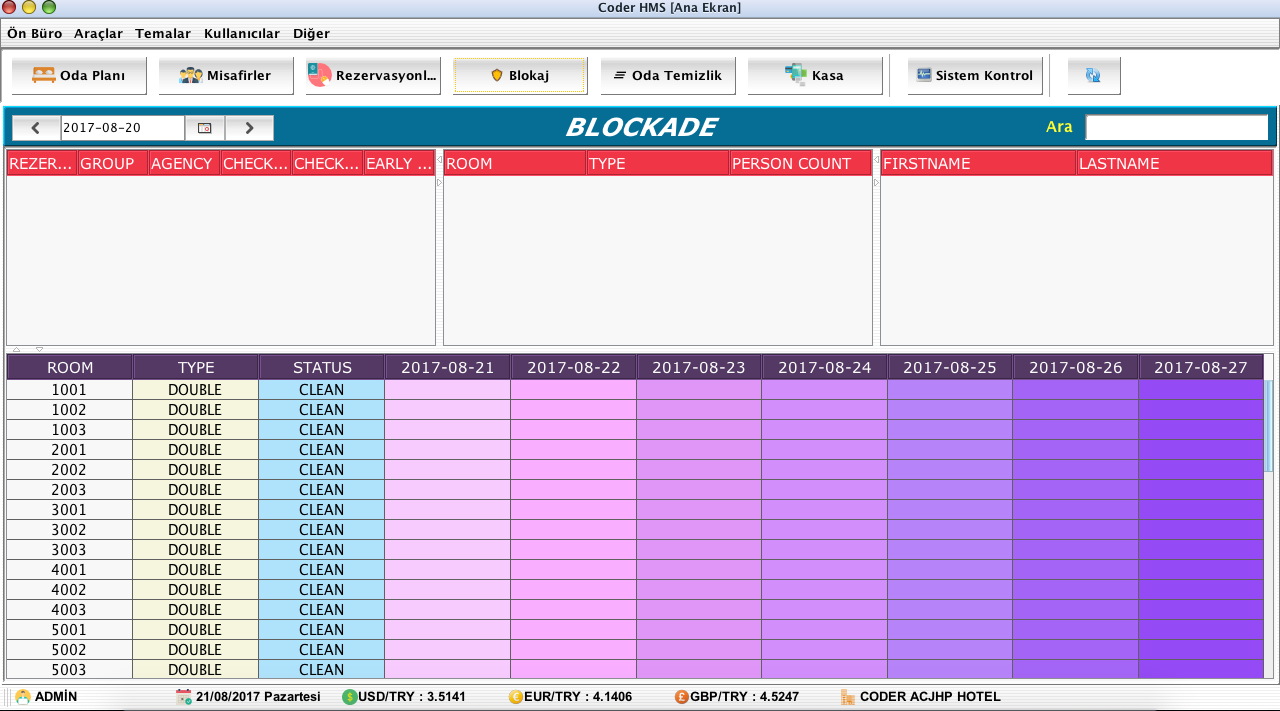 Coder HMS [Ana Ekran]
Ön Büro Araçlar Temalar Kullanıcılar Diğer
Oda Planı Misafirler Rezervasyonl... Blokaj Oda Temizlik Kasa Sistem Kontrol
2017-08-20 BLOCKADE Ara
REZER... GROUP AGENCY CHECK... CHECK... EARLY ... ROOM TYPE PERSON COUNT FIRSTNAME LASTNAME
ROOM TYPE STATUS 2017-08-21 2017-08-22 2017-08-23 2017-08-24 2017-08-25 2017-08-26 2017-08-27
1001 DOUBLE CLEAN
1002 DOUBLE CLEAN
1003 DOUBLE CLEAN
2001 DOUBLE CLEAN
2002 DOUBLE CLEAN
2003 DOUBLE CLEAN
3001 DOUBLE CLEAN
3002 DOUBLE CLEAN
3003 DOUBLE CLEAN
4001 DOUBLE CLEAN
4002 DOUBLE CLEAN
4003 DOUBLE CLEAN
5001 DOUBLE CLEAN
5002 DOUBLE CLEAN
5003 DOUBLE CLEAN
ADMİN 21/08/2017 Pazartesi USD/TRY : 3.5141 EUR/TRY : 4.1406 GBP/TRY : 4.5247 CODER ACJHP HOTEL